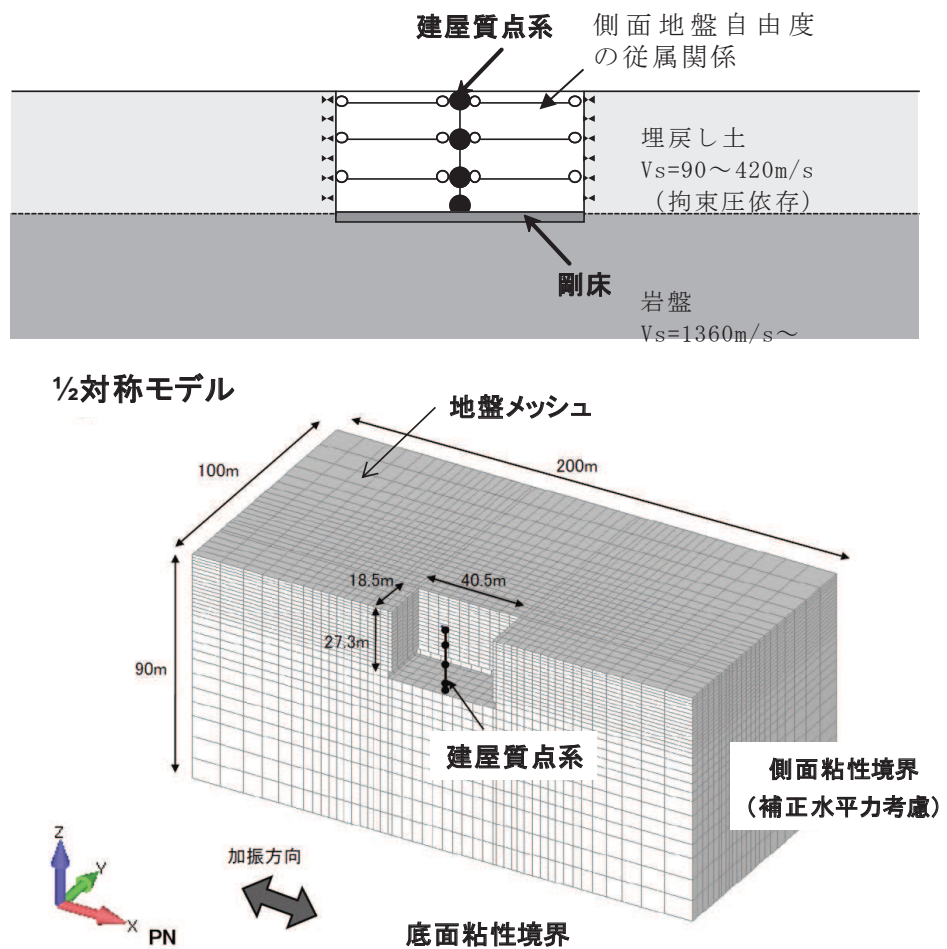 建屋質点系
側面地盤自由度
の従属関係
埋戻し土
Vs=90～420m/s
（拘束圧依存）
剛床
岩盤
Vs=1360m/s～
½対称モデル
地盤メッシュ
100m
200m
18.5m
40.5m
27.3m
90m
建屋質点系
側面粘性境界
（補正水平力考慮）
Z
Y
X
PN
加振方向
底面粘性境界